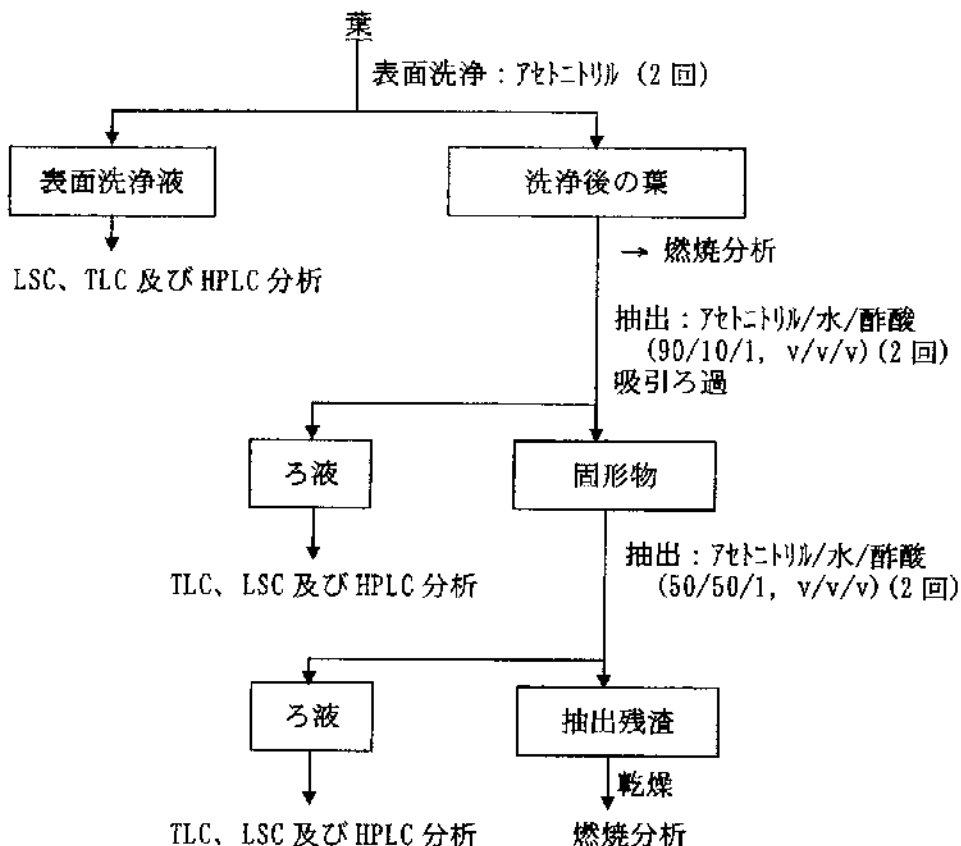 葉
表面洗浄：アセトニトリル（2回）
表面洗浄液
洗浄後の葉
→ 燃焼分析
LSC、TLC及びHPLC分析
抽出：アセトニトリル/水/酢酸
(90/10/1, v/v/v)(2回)
吸引ろ過
ろ液
固形物
TLC、LSC及びHPLC分析
抽出：アセトニトリル/水/酢酸
(50/50/1, v/v/v)(2回)
ろ液
抽出残渣
乾燥
TLC、LSC及びHPLC分析
燃焼分析